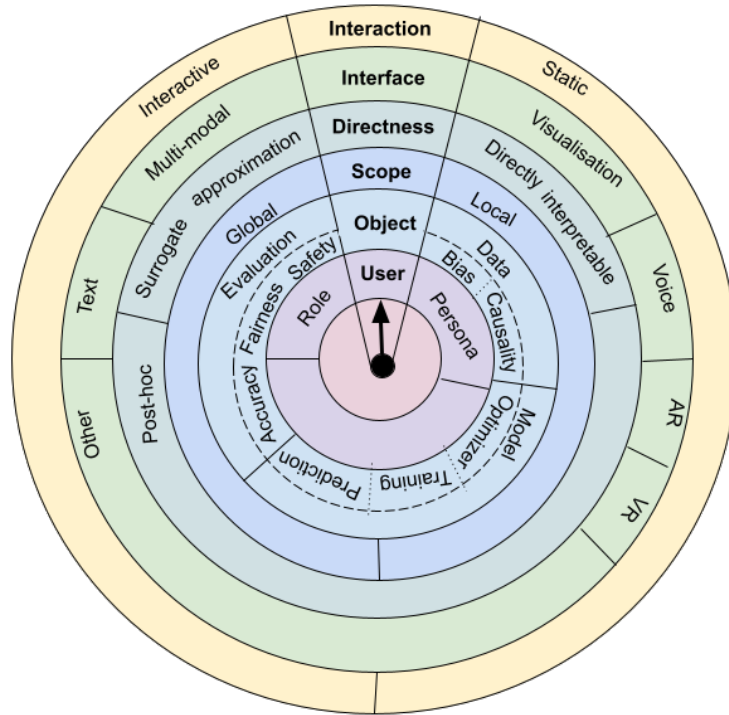 Interaction
Interactive
Static
Interface
Multi-modal
Visualisation
Text
Voice
Other
AR
VR
Directness
Surrogate approximation
Directly interpretable
Post-hoc
Scope
Global
Local
Object
Evaluation
Safety
Fairness
Accuracy
Data
Bias
Causality
Model
Optimizer
Training
Prediction
User
Role
Persona